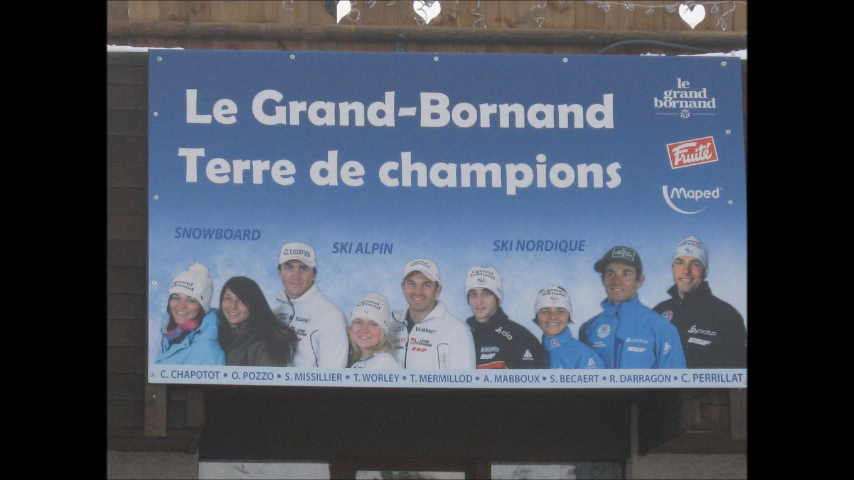 Le Grand-Bornand
Terre de champions
le
grand
bornand
Fruité
Maped
SNOWBOARD
SKI ALPIN
SKI NORDIQUE
C. CHAPOTOT • O. POZZO • S. MISSILLIER • T. WORLEY • T. MERMILLOD • A. MABBOUX • S. BECAERT • R. DARRAGON • C. PERRILLAT